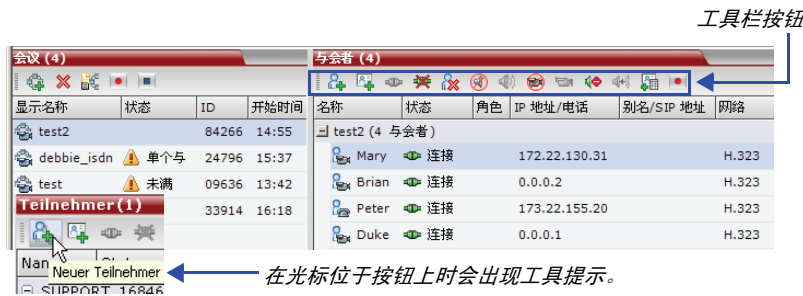 工具栏按钮
会议 (4)
显示名称 状态 ID 开始时间
test2 84266 14:55
debbie_isdn 单个与 24796 15:37
test 未满 09636 13:42
33914 16:18
与会者 (4)
名称 状态 角色 IP 地址/电话 别名/SIP 地址 网络
test2 (4 与会者)
Mary 连接 172.22.130.31 H.323
Brian 连接 0.0.0.2 H.323
Peter 连接 173.22.155.20 H.323
Duke 连接 0.0.0.1 H.323
Teilnehmer(1)
Nan
Neuer Teilnehmer
SUPPORT_16846
在光标位于按钮上时会出现工具提示。